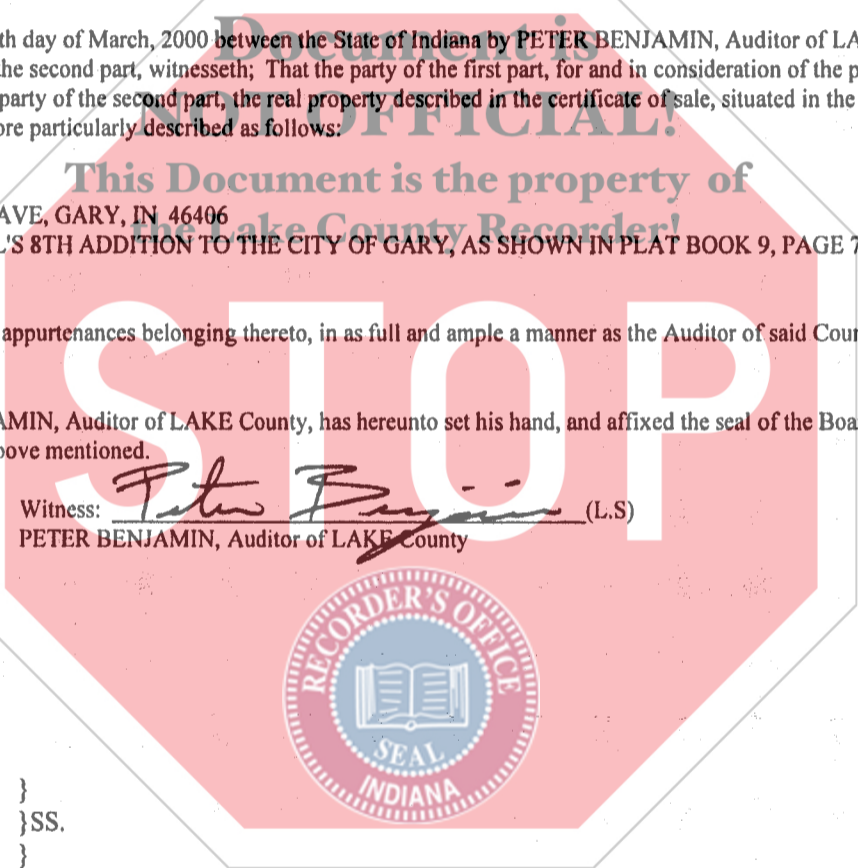 th day of March, 2000 between the State of Indiana by PETER BENJAMIN, Auditor of LA
Document is
he second part, witnesseth; That the party of the first part, for and in consideration of the p
party of the second part, the real property described in the certificate of sale, situated in the
NOT OFFICIAL!
ore particularly described as follows:
This Document is the property of
the Lake County Recorder!
AVE, GARY, IN 46406
L'S 8TH ADDITION TO THE CITY OF GARY, AS SHOWN IN PLAT BOOK 9, PAGE 7
STOP
appurtenances belonging thereto, in as full and ample a manner as the Auditor of said Coun
AMIN, Auditor of LAKE County, has hereunto set his hand, and affixed the seal of the Boa
bove mentioned.
Witness: Peter Benjamin (L.S)
PETER BENJAMIN, Auditor of LAKE County
RECORDER'S OFFICE
SEAL
INDIANA
}
}SS.
}